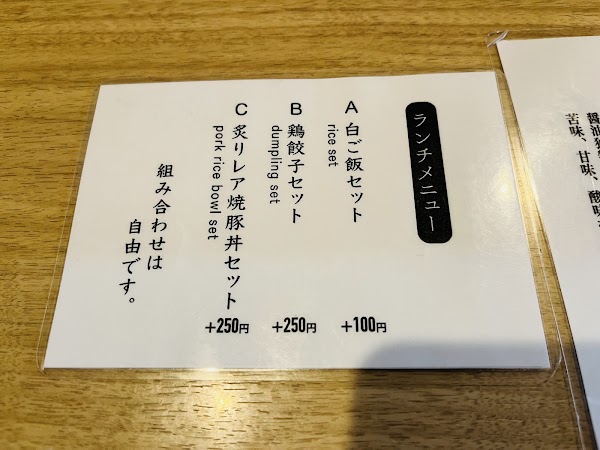 ランチメニュー
A 白ご飯セット
rice set
+100円
B 鶏餃子セット
dumpling set
+250円
C 炙りレア焼豚丼セット
pork rice bowl set
+250円
組み合わせは
自由です。
苦味、甘味、酸味